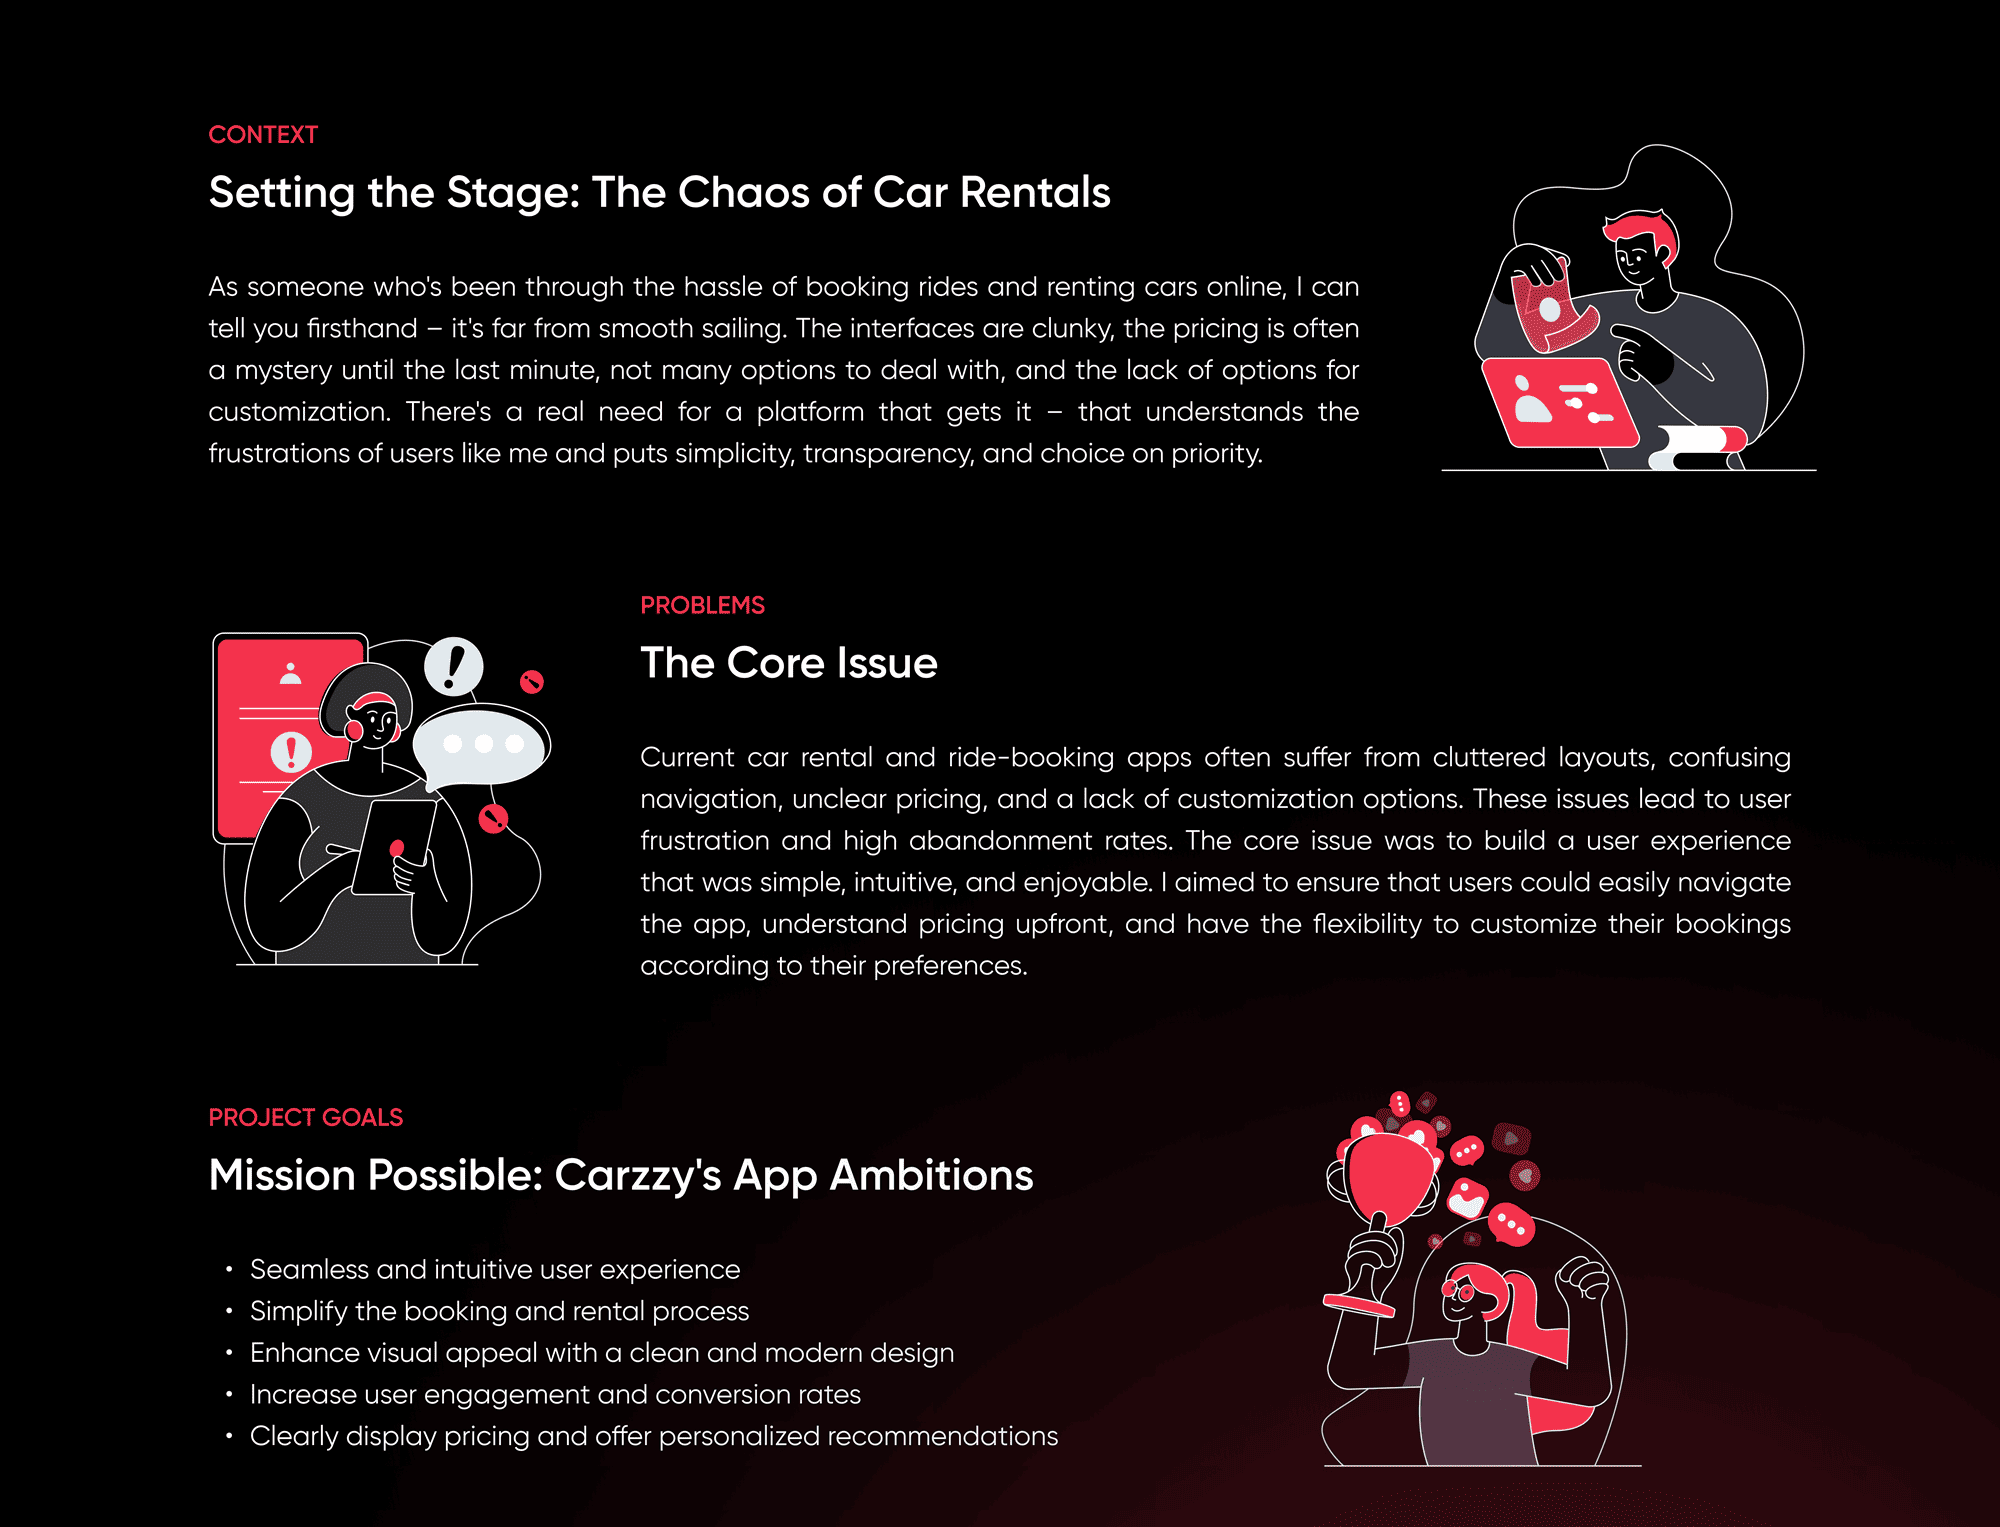 CONTEXT
Setting the Stage: The Chaos of Car Rentals
As someone who's been through the hassle of booking rides and renting cars online, I can
tell you firsthand – it's far from smooth sailing. The interfaces are clunky, the pricing is often
a mystery until the last minute, not many options to deal with, and the lack of options for
customization. There's a real need for a platform that gets it – that understands the
frustrations of users like me and puts simplicity, transparency, and choice on priority.
PROBLEMS
The Core Issue
Current car rental and ride-booking apps often suffer from cluttered layouts, confusing
navigation, unclear pricing, and a lack of customization options. These issues lead to user
frustration and high abandonment rates. The core issue was to build a user experience
that was simple, intuitive, and enjoyable. I aimed to ensure that users could easily navigate
the app, understand pricing upfront, and have the flexibility to customize their bookings
according to their preferences.
PROJECT GOALS
Mission Possible: Carzzy's App Ambitions
• Seamless and intuitive user experience
• Simplify the booking and rental process
• Enhance visual appeal with a clean and modern design
• Increase user engagement and conversion rates
• Clearly display pricing and offer personalized recommendations